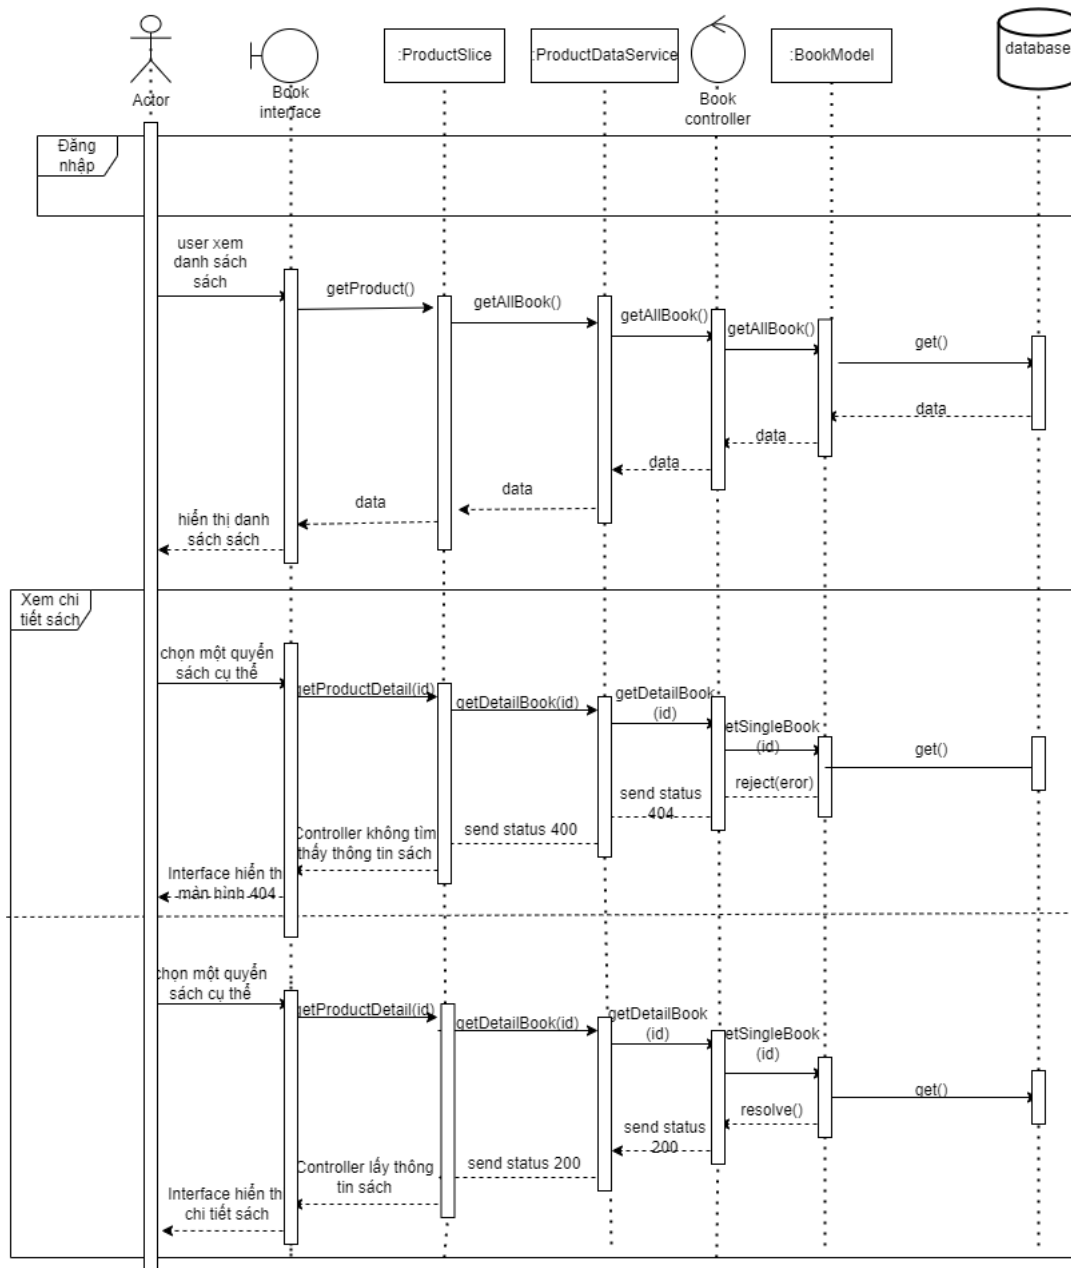 Actor
Book
interface
:ProductSlice
:ProductDataService
Book
controller
:BookModel
database
Đăng
nhập
user xem
danh sách
sách
getProduct()
getAllBook()
getAllBook()
getAllBook()
get()
data
data
data
data
data
hiển thị danh
sách sách
Xem chi
tiết sách
chọn một quyển
sách cụ thể
getProductDetail(id)
getDetailBook(id)
getDetailBook
(id)
etSingleBook
(id)
get()
reject(eror)
send status
404
send status 400
Controller không tìm
thấy thông tin sách
Interface hiển th
màn hình 404
chọn một quyển
sách cụ thể
getProductDetail(id)
getDetailBook(id)
getDetailBook
(id)
etSingleBook
(id)
get()
resolve()
send status
200
send status 200
Controller lấy thông
tin sách
Interface hiển th
chi tiết sách